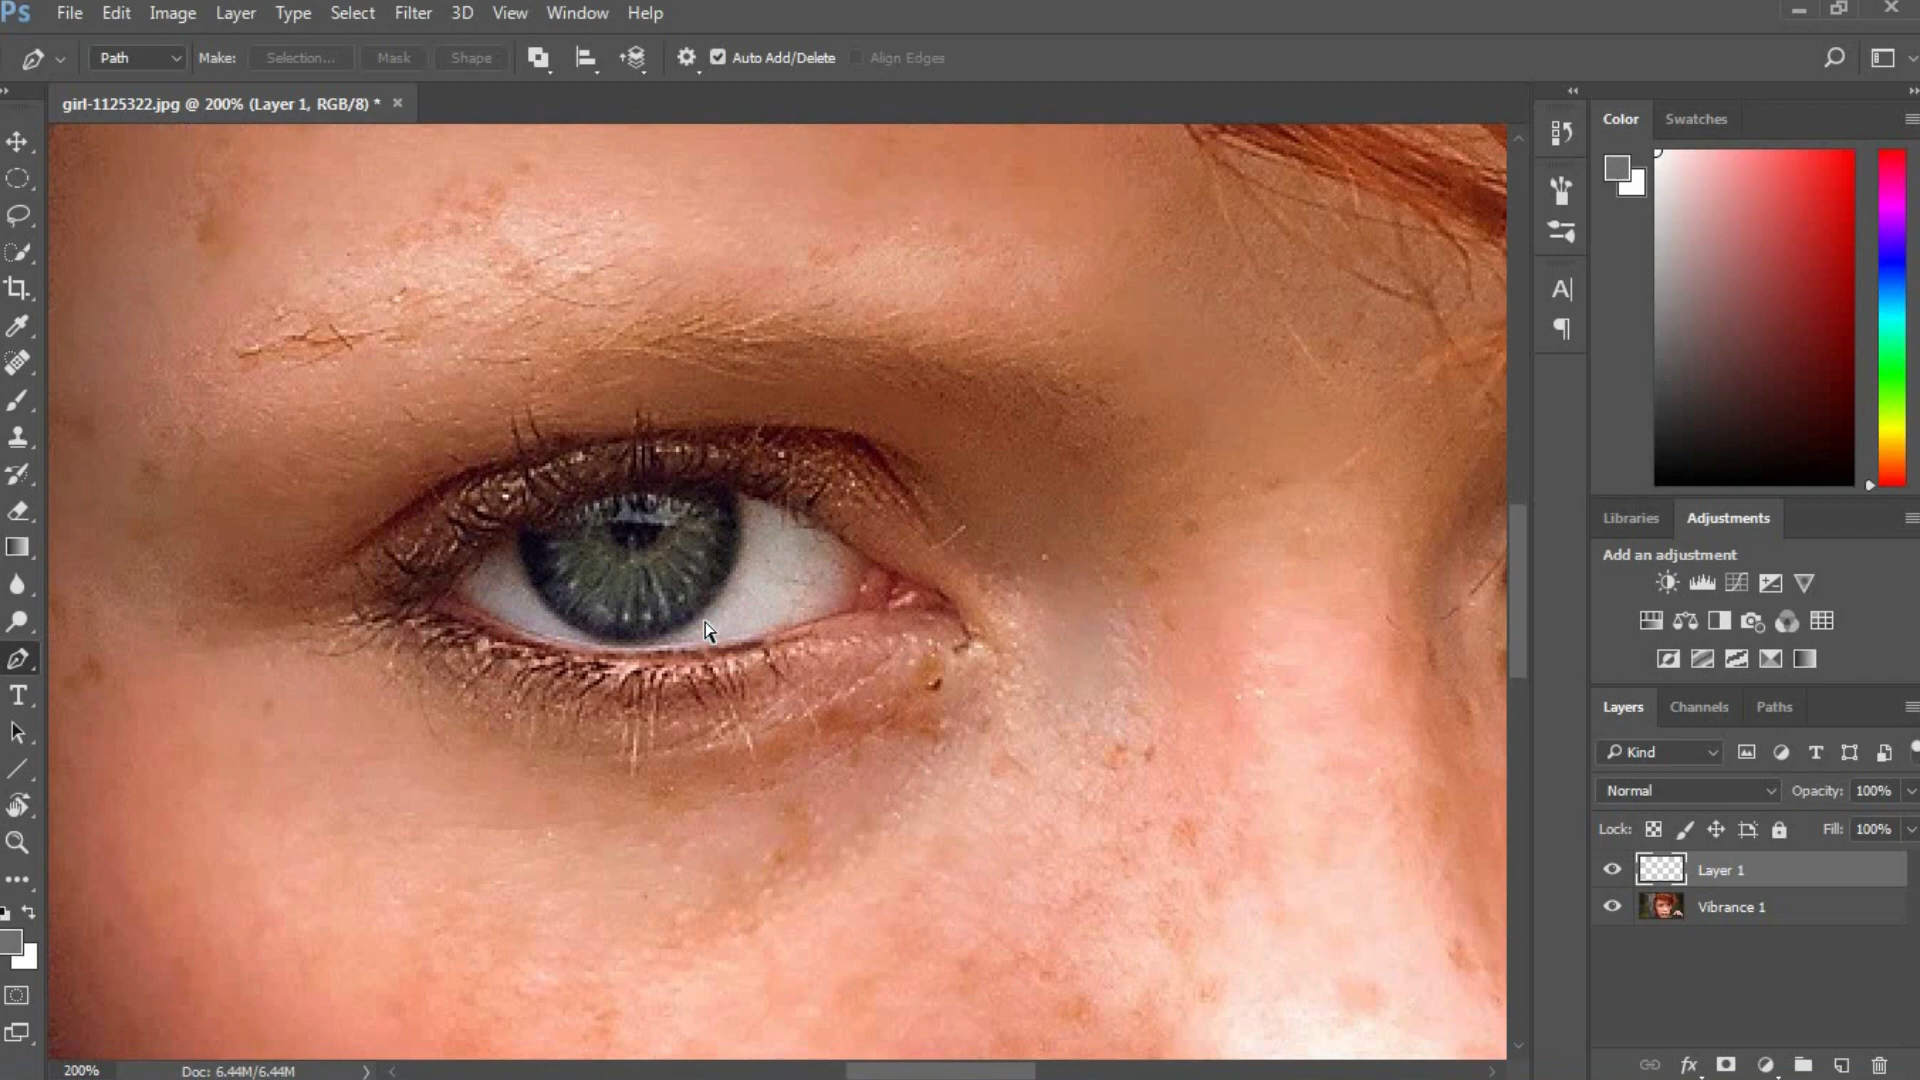 Ps File Edit Image Layer Type Select Filter 3D View Window Help
Path Make: Selection... Mask Shape Auto Add/Delete Align Edges
girl-1125322.jpg @ 200% (Layer 1, RGB/8) * ×
Color Swatches
Libraries Adjustments
Add an adjustment
Layers Channels Paths
Kind
Normal Opacity: 100%
Lock: Fill: 100%
Layer 1
Vibrance 1
fx
200% Doc: 6.44M/6.44M